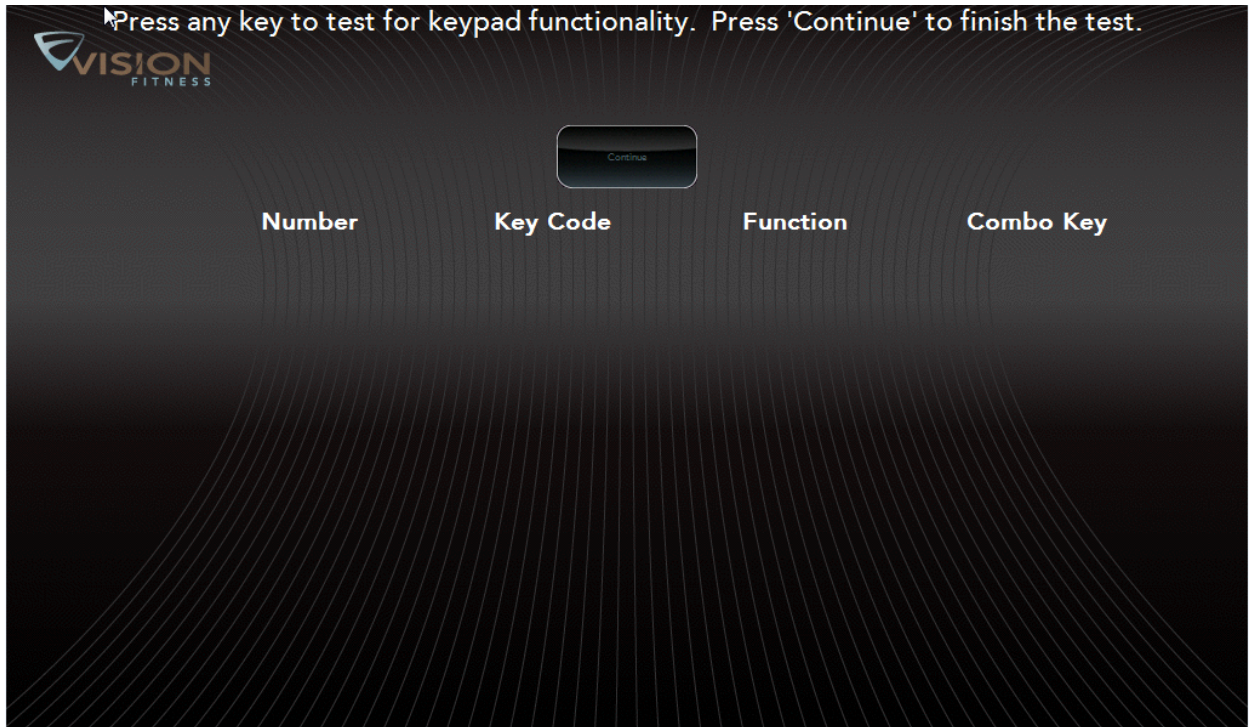 Press any key to test for keypad functionality.  Press 'Continue' to finish the test.
VISION
FITNESS
Continue
Number Key Code Function Combo Key